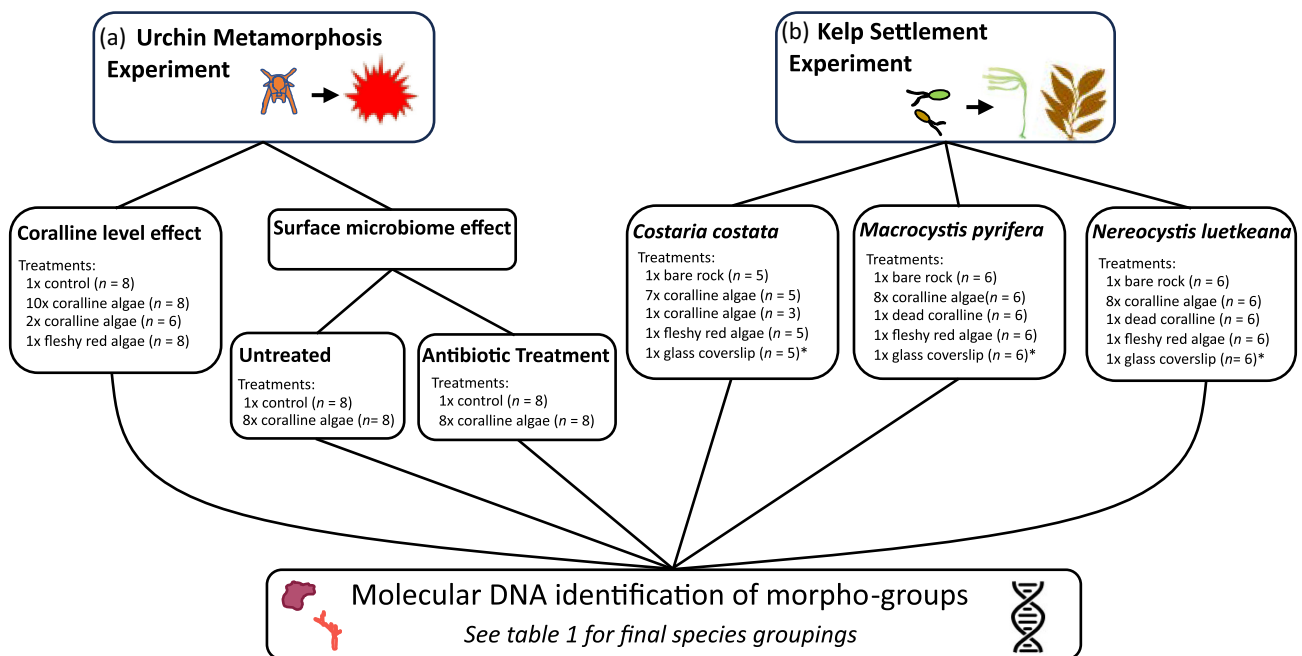 (a) Urchin Metamorphosis
Experiment
(b) Kelp Settlement
Experiment
Coralline level effect
Treatments:
1x control (n = 8)
10x coralline algae (n = 8)
2x coralline algae (n = 6)
1x fleshy red algae (n = 8)
Surface microbiome effect
Untreated
Treatments:
1x control (n = 8)
8x coralline algae (n= 8)
Antibiotic Treatment
Treatments:
1x control (n = 8)
8x coralline algae (n = 8)
Costaria costata
Treatments:
1x bare rock (n = 5)
7x coralline algae (n = 5)
1x coralline algae (n = 3)
1x fleshy red algae (n = 5)
1x glass coverslip (n = 5)*
Macrocystis pyrifera
Treatments:
1x bare rock (n = 6)
8x coralline algae(n = 6)
1x dead coralline (n = 6)
1x fleshy red algae (n = 6)
1x glass coverslip (n = 6)*
Nereocystis luetkeana
Treatments:
1x bare rock (n = 6)
8x coralline algae (n = 6)
1x dead coralline (n = 6)
1x fleshy red algae (n = 6)
1x glass coverslip (n= 6)*
Molecular DNA identification of morpho-groups
See table 1 for final species groupings